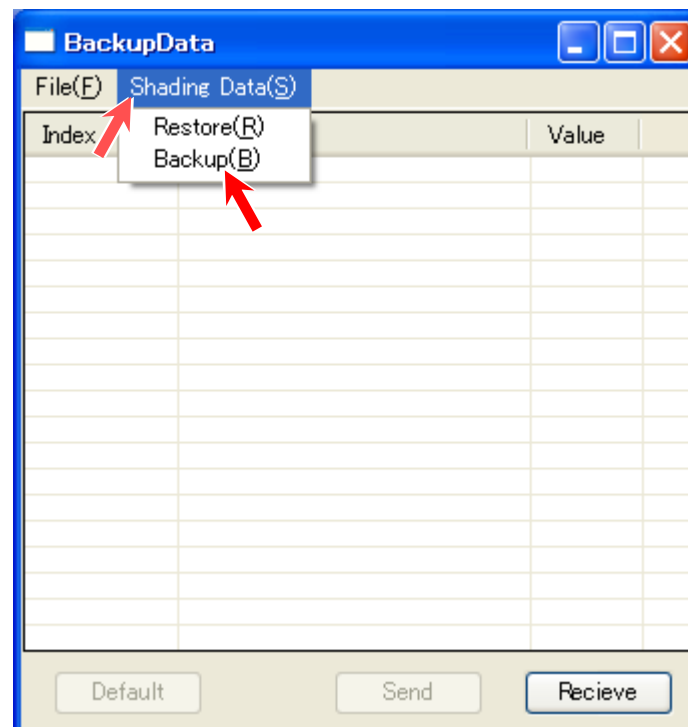 BackupData
File(F) Shading Data(S)
Restore(R)
Backup(B)
Index Value
Default Send Recieve